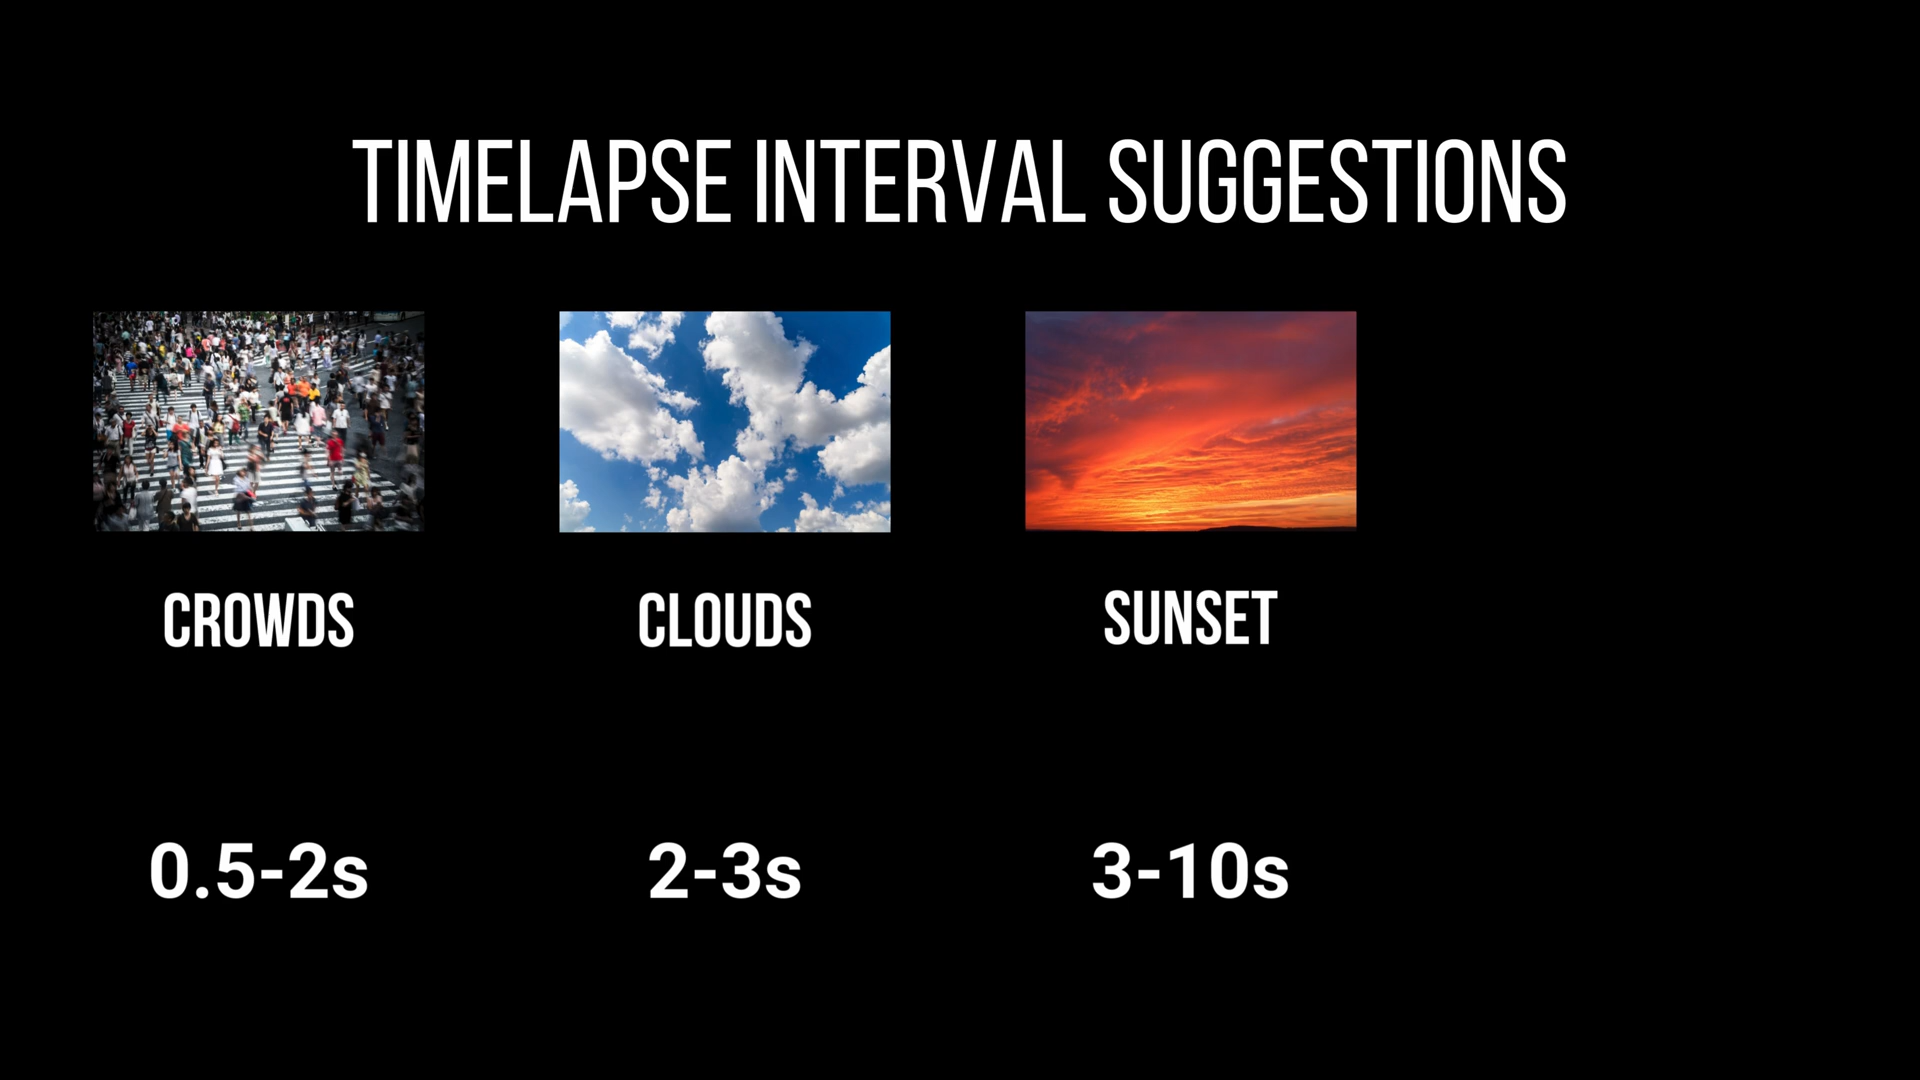 TIMELAPSE INTERVAL SUGGESTIONS
CROWDS
CLOUDS
SUNSET
0.5-2s
2-3s
3-10s